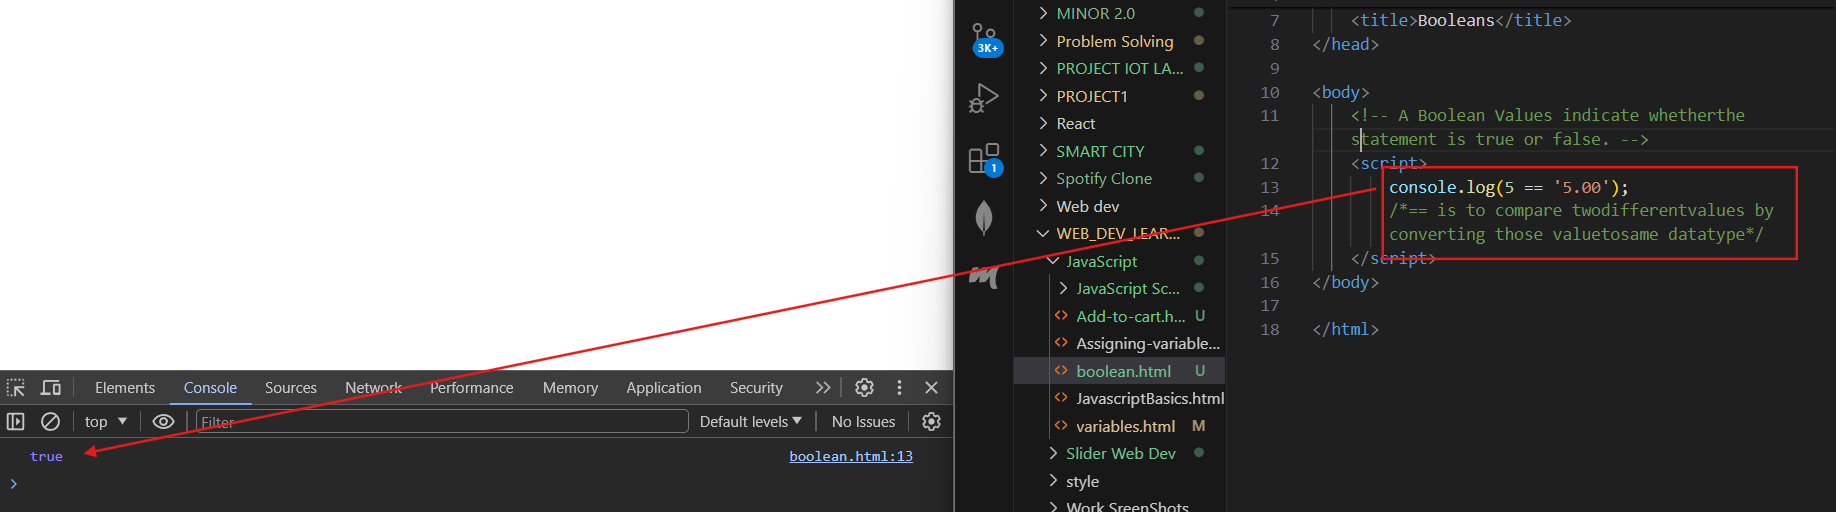 Elements Console Sources Network Performance Memory Application Security
top Filter Default levels No Issues
true boolean.html:13
3K+
1
MINOR 2.0
Problem Solving
PROJECT IOT LA...
PROJECT1
React
SMART CITY
Spotify Clone
Web dev
WEB_DEV_LEAR...
JavaScript
JavaScript Sc...
Add-to-cart.h... U
Assigning-variable...
boolean.html U
JavascriptBasics.html
variables.html M
Slider Web Dev
style
Work SreenShots
7 <title>Booleans</title>
8 </head>
9
10 <body>
11 <!-- A Boolean Values indicate whetherthe
statement is true or false. -->
12 <script>
13 console.log(5 == '5.00');
14 /*== is to compare twodifferentvalues by
converting those valuetosame datatype*/
15 </script>
16 </body>
17
18 </html>